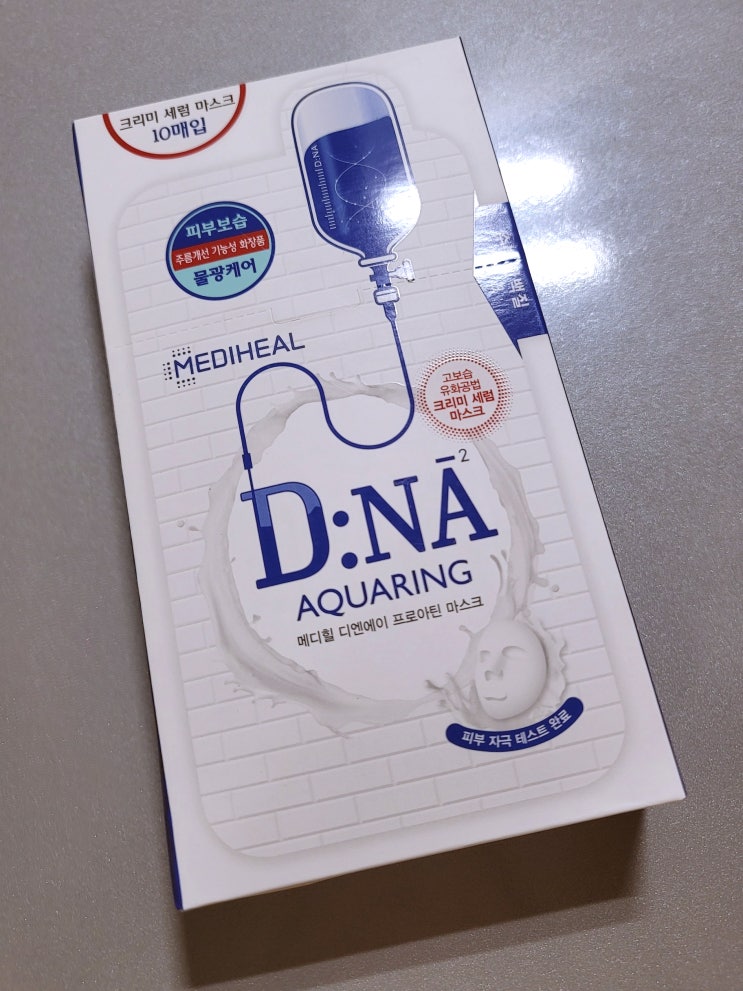 크리미 세럼 마스크
10매입
D:NA
피부보습
주름개선 기능성 화장품
물광케어
MEDIHEAL
고보습
유화공법
크리미 세럼
마스크
D:NĀ²
AQUARING
메디힐 디엔에이 프로아틴 마스크
피부 자극 테스트 완료